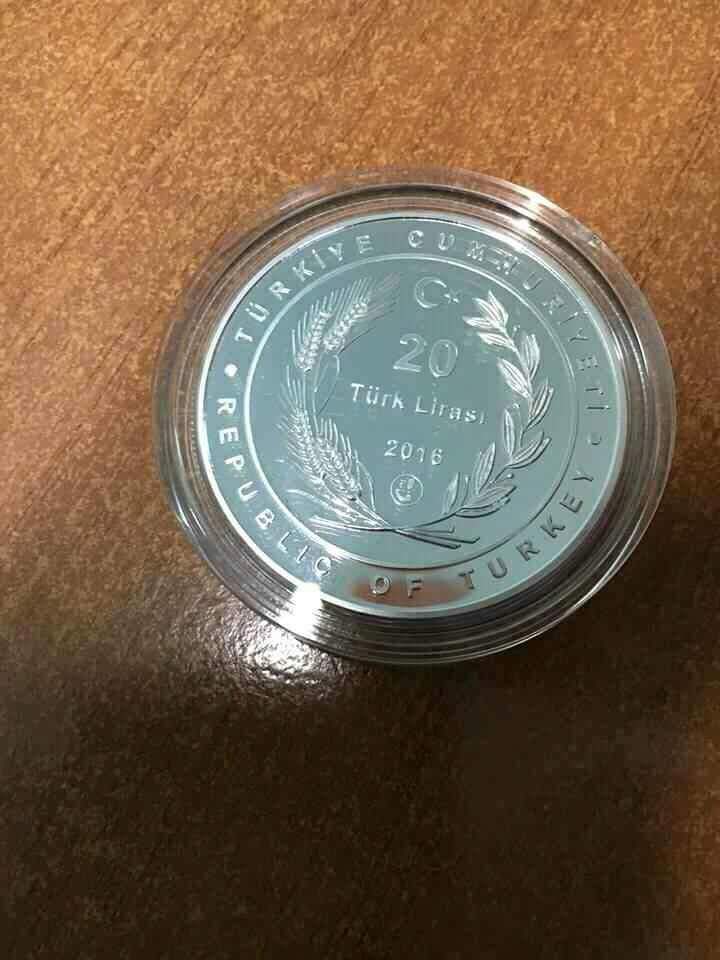 TÜRKİYE CUMHURİYETİ
20
Türk Lirası
2016
REPUBLIC OF TURKEY